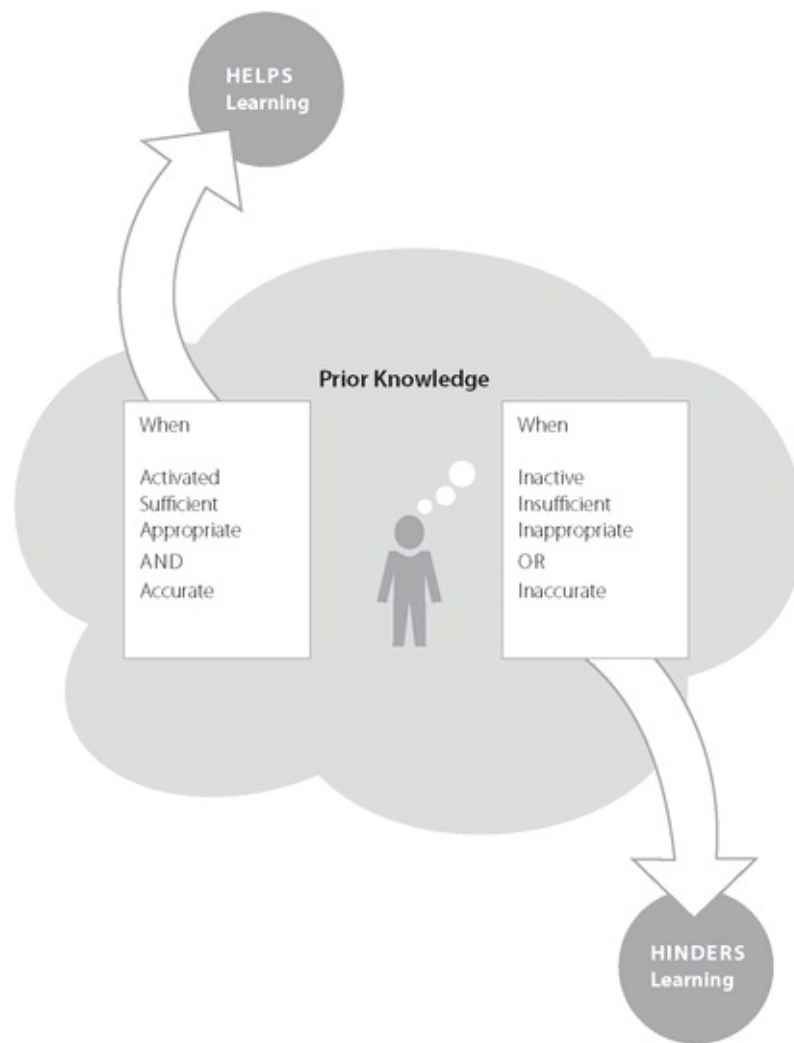 HELPS
Learning
Prior Knowledge
When
Activated
Sufficient
Appropriate
AND
Accurate
When
Inactive
Insufficient
Inappropriate
OR
Inaccurate
HINDERS
Learning